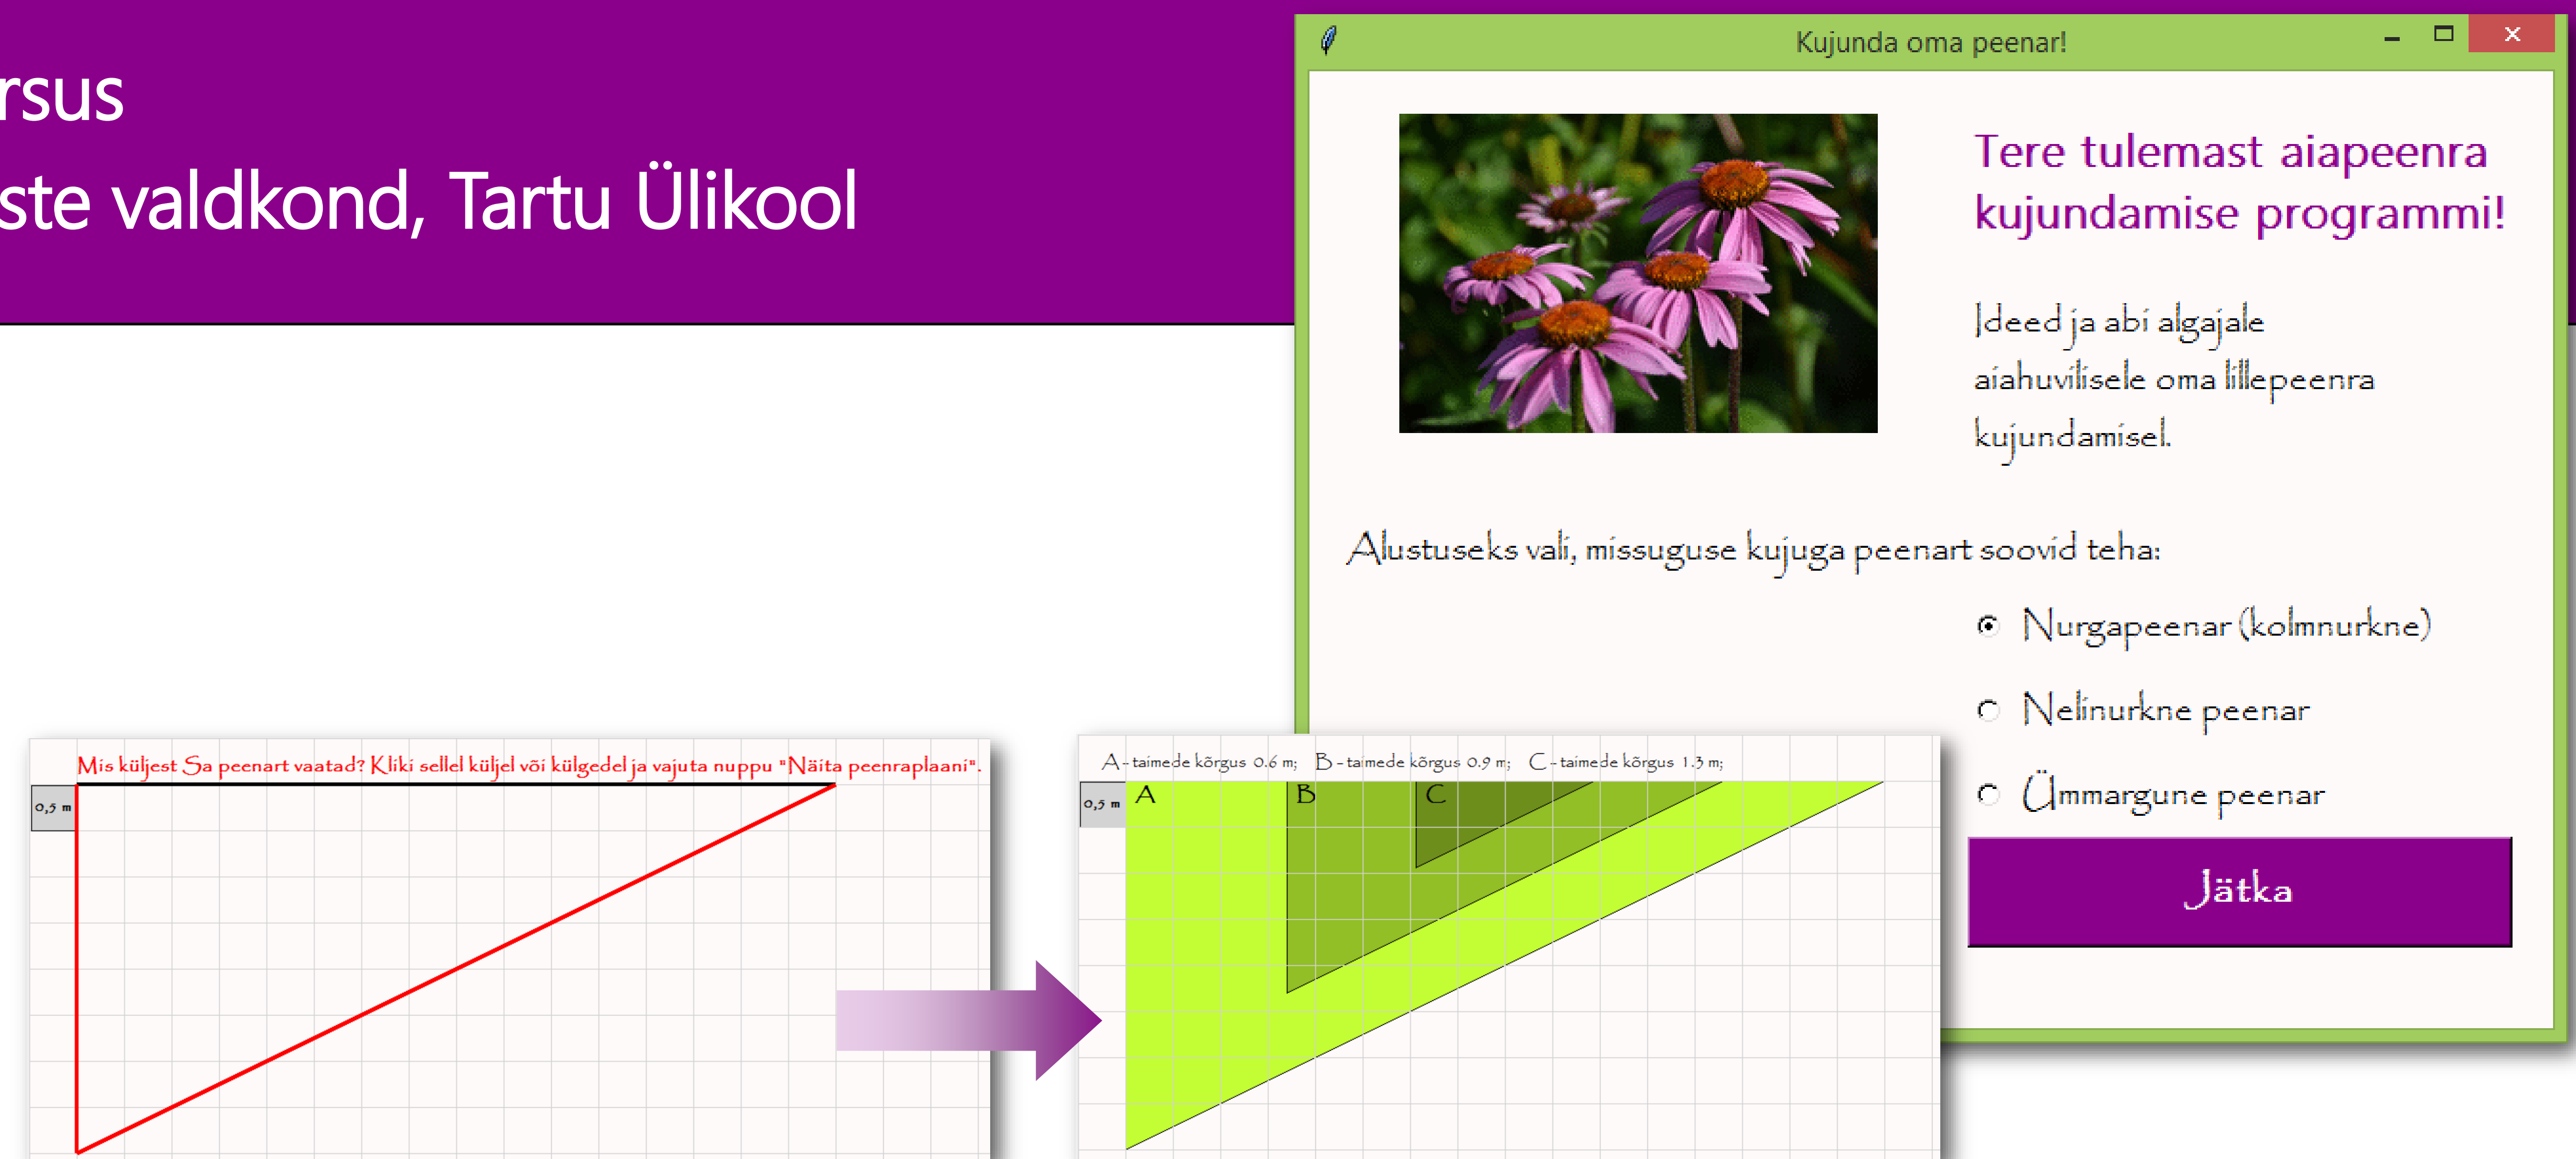 rsus
ste valdkond, Tartu Ülikool
Kujunda oma peenar!
Tere tulemast aiapeenra
kujundamise programmi!
Ideed ja abi algajale
aiahuvilisele oma lillepeenra
kujundamisel.
Alustuseks vali, missuguse kujuga peenart soovid teha:
Nurgapeenar (kolmnurkne)
Nelinurkne peenar
Ümmargune peenar
Jätka
Mis küljest Sa peenart vaatad? Kliki sellel küljel või külgedel ja vajuta nuppu "Näita peenraplaani".
0,5 m
A - taimede kõrgus 0.6 m; B - taimede kõrgus 0.9 m; C - taimede kõrgus 1.3 m;
0,5 m A B C